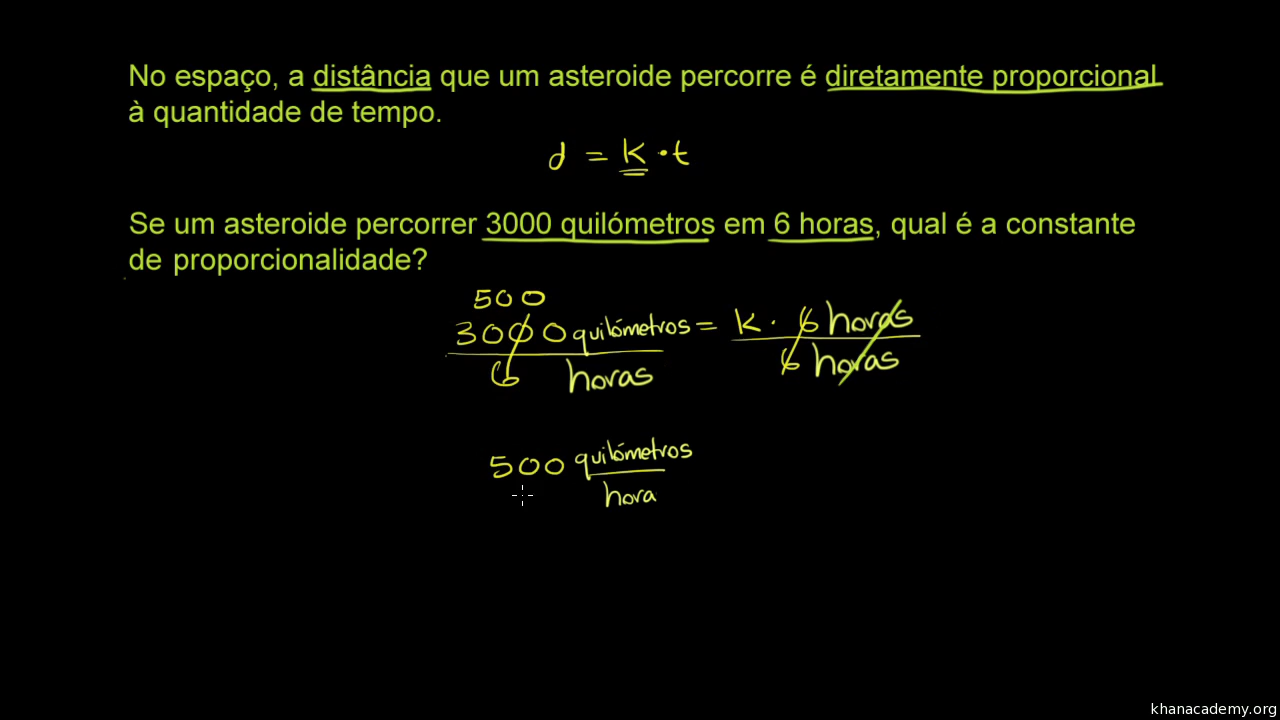 No espaço, a distância que um asteroide percorre é diretamente proporcional
à quantidade de tempo.
d = k · t
Se um asteroide percorrer 3000 quilómetros em 6 horas, qual é a constante
de proporcionalidade?
500
3000 quilómetros = k · 6 horas
6 horas 6 horas
500 quilómetros
hora
khanacademy.org